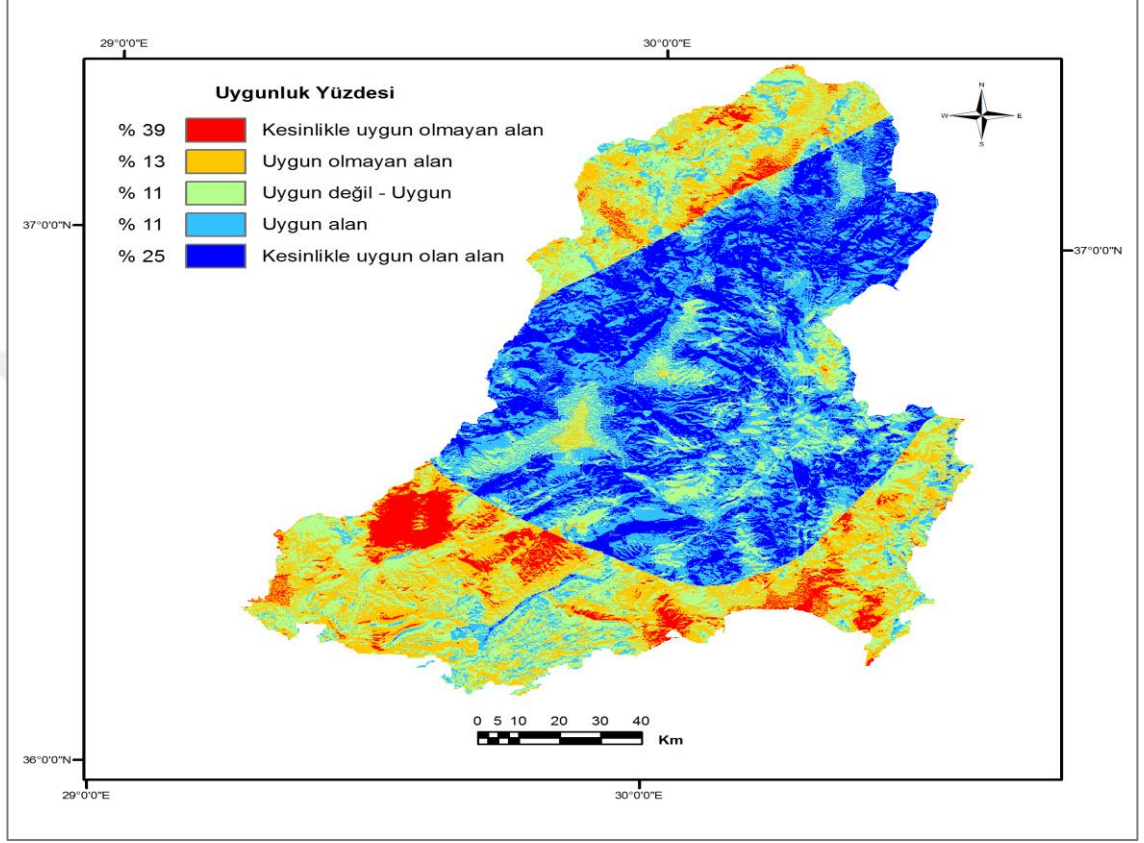 29°0'0"E 30°0'0"E
Uygunluk Yüzdesi
% 39 Kesinlikle uygun olmayan alan
% 13 Uygun olmayan alan
% 11 Uygun değil - Uygun
% 11 Uygun alan
% 25 Kesinlikle uygun olan alan
N
W E
S
37°0'0"N
37°0'0"N
0 5 10 20 30 40
Km
36°0'0"N
29°0'0"E 30°0'0"E